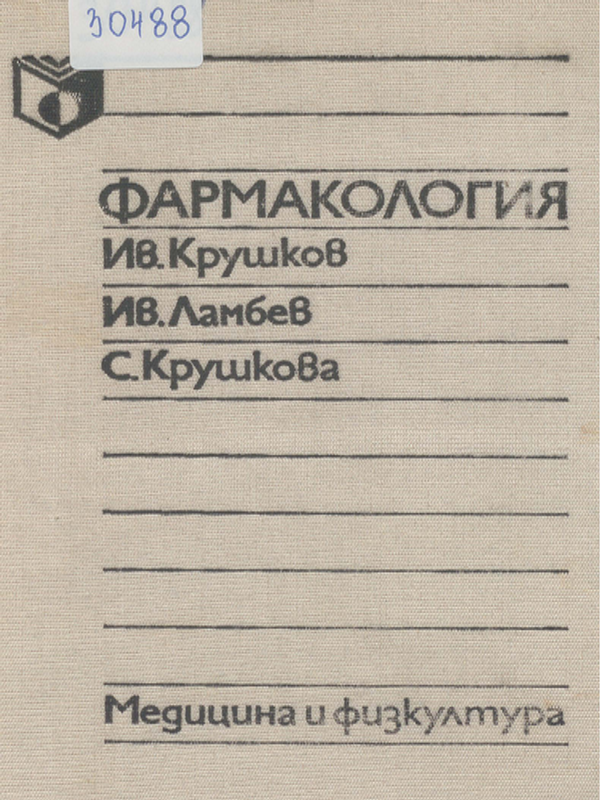 30488
ФАРМАКОЛОГИЯ
Ив. Крушков
Ив. Ламбев
С. Крушкова
Медицина и физкултура